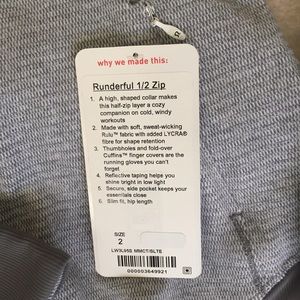 why we made this:
Runderful 1/2 Zip
1. A high, shaped collar makes
this half-zip layer a cozy
companion on cold, windy
workouts
2. Made with soft, sweat-wicking
Rulu™ fabric with added LYCRA®
fibre for shape retention
3. Thumbholes and fold-over
Cuffins™ finger covers are the
running gloves you can't
forget
4. Reflective taping helps you
shine bright in low light
5. Secure, side pocket keeps your
essentials close
6. Slim fit, hip length
SIZE
2
LW3L95S MMCT/SLTE
000003649921